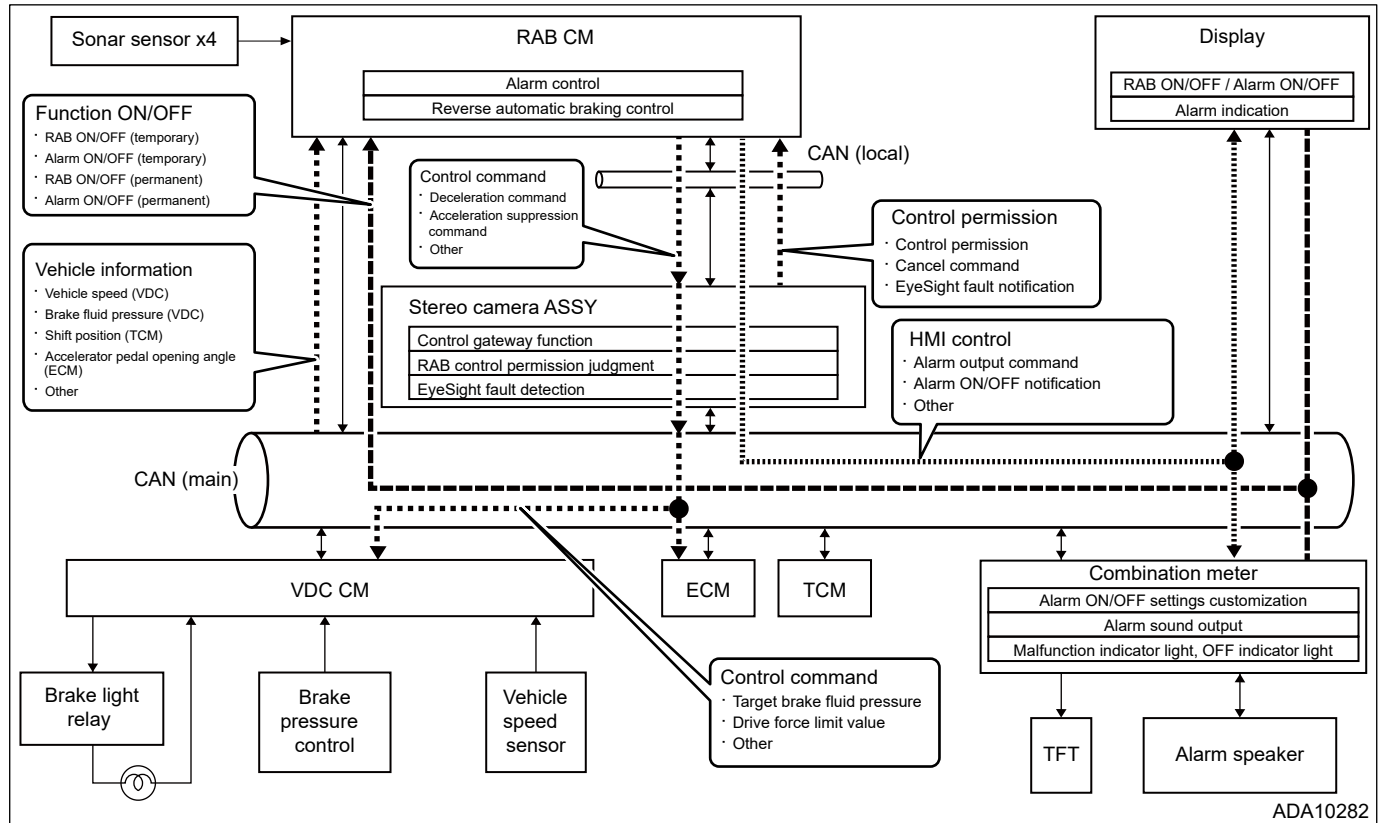 Sonar sensor x4
RAB CM
Alarm control
Reverse automatic braking control
Display
RAB ON/OFF / Alarm ON/OFF
Alarm indication
Function ON/OFF
· RAB ON/OFF (temporary)
· Alarm ON/OFF (temporary)
· RAB ON/OFF (permanent)
· Alarm ON/OFF (permanent)
CAN (local)
Control command
· Deceleration command
· Acceleration suppression
command
· Other
Control permission
· Control permission
· Cancel command
· EyeSight fault notification
Vehicle information
· Vehicle speed (VDC)
· Brake fluid pressure (VDC)
· Shift position (TCM)
· Accelerator pedal opening angle
(ECM)
· Other
Stereo camera ASSY
Control gateway function
RAB control permission judgment
EyeSight fault detection
HMI control
· Alarm output command
· Alarm ON/OFF notification
· Other
CAN (main)
VDC CM
ECM
TCM
Combination meter
Alarm ON/OFF settings customization
Alarm sound output
Malfunction indicator light, OFF indicator light
Brake light
relay
Brake
pressure
control
Vehicle
speed
sensor
Control command
· Target brake fluid pressure
· Drive force limit value
· Other
TFT
Alarm speaker
ADA10282